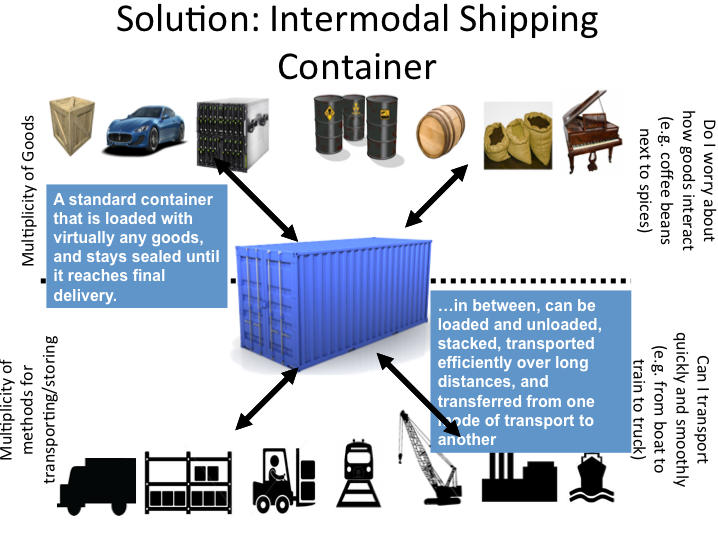 Solution: Intermodal Shipping
Container
Multiplicity of Goods
Do I worry about
how goods interact
(e.g. coffee beans
next to spices)
A standard container
that is loaded with
virtually any goods,
and stays sealed until
it reaches final
delivery.
…in between, can be
loaded and unloaded,
stacked, transported
efficiently over long
distances, and
transferred from one
mode of transport to
another
Multiplicity of
methods for
transporting/storing
Can I transport
quickly and smoothly
(e.g. from boat to
train to truck)